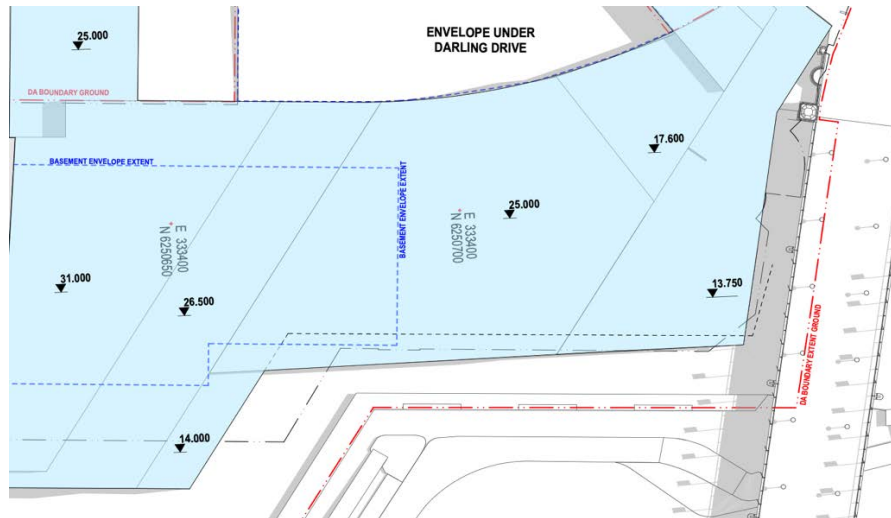 25.000
ENVELOPE UNDER
DARLING DRIVE
DA BOUNDARY GROUND
17.600
BASEMENT ENVELOPE EXTENT
BASEMENT ENVELOPE EXTENT
25.000
E 333400
N 6250700
E 333400
N 6250650
31.000
26.500
13.750
DA BOUNDARY EXTENT GROUND
14.000